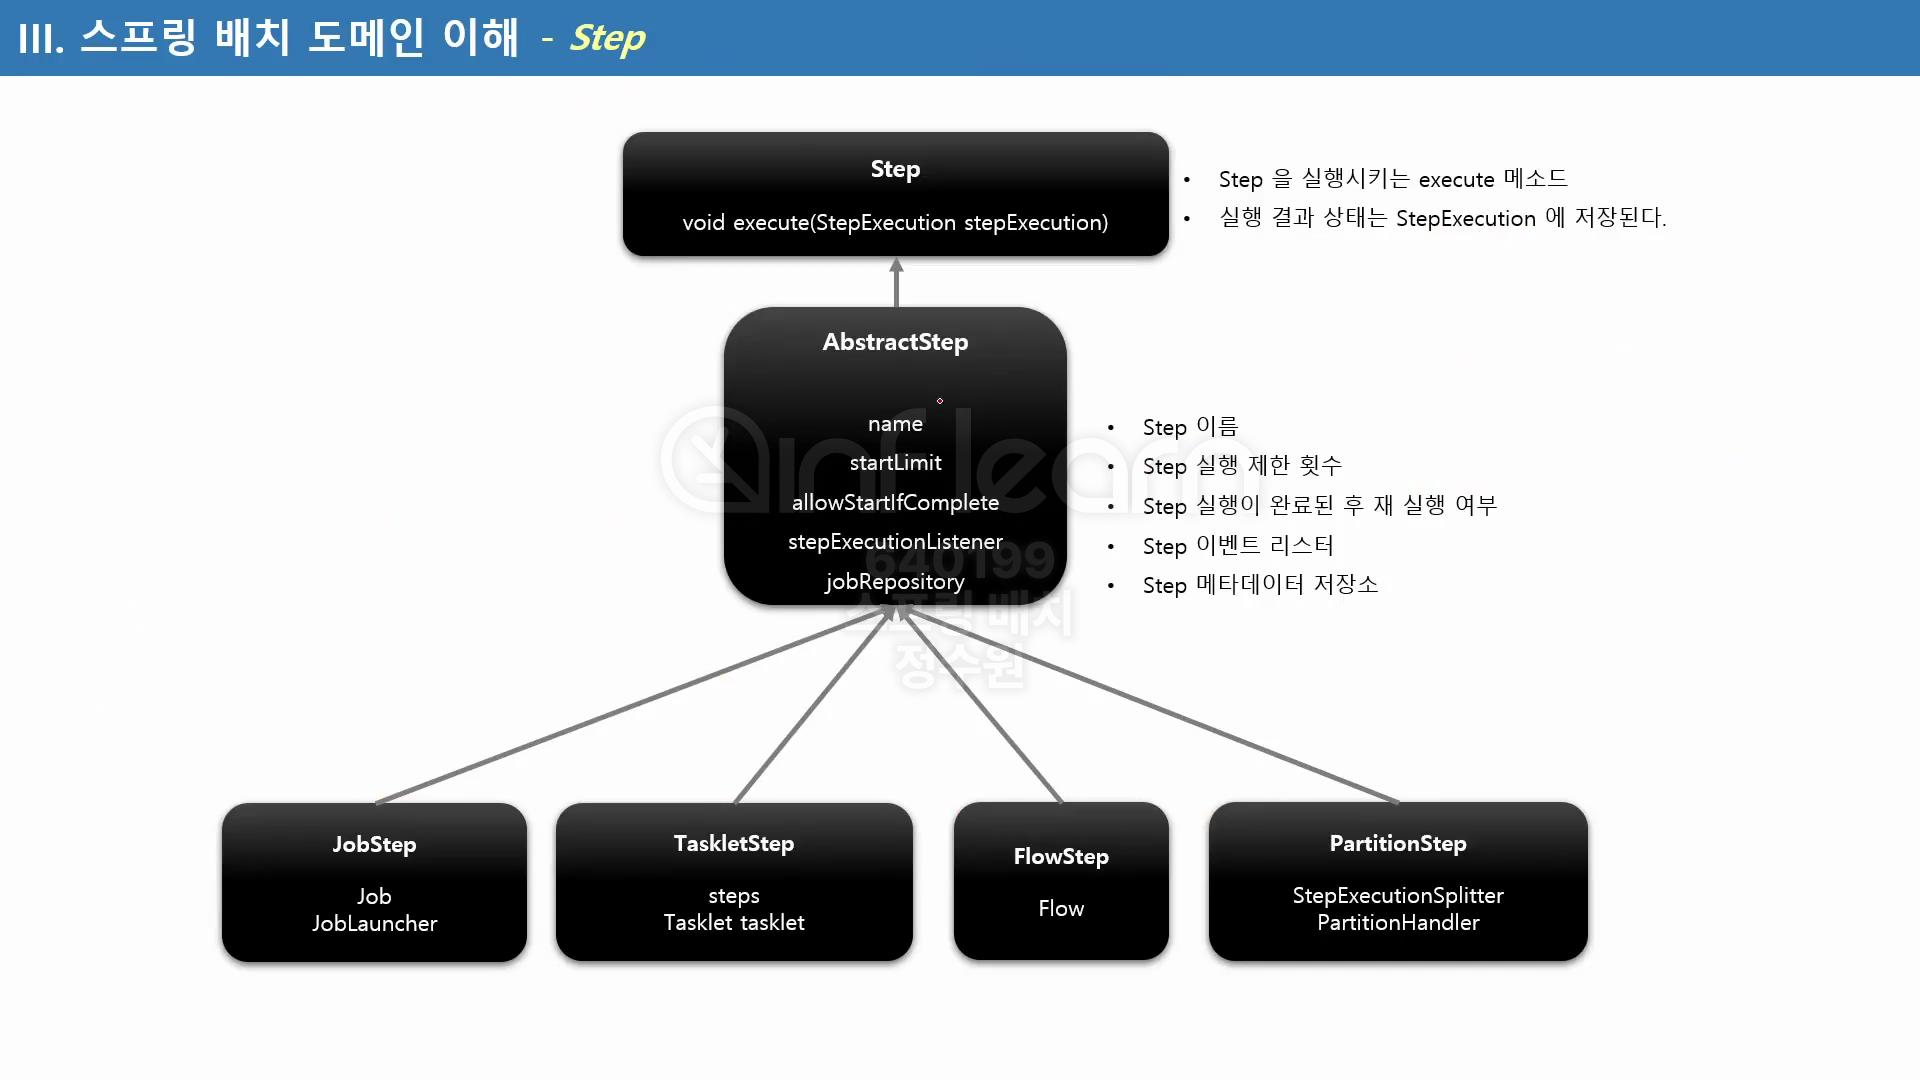 III. 스프링 배치 도메인 이해 - Step
Step
void execute(StepExecution stepExecution)
• Step 을 실행시키는 execute 메소드
• 실행 결과 상태는 StepExecution 에 저장된다.
AbstractStep
name
startLimit
allowStartIfComplete
stepExecutionListener
jobRepository
• Step 이름
• Step 실행 제한 횟수
• Step 실행이 완료된 후 재 실행 여부
• Step 이벤트 리스터
• Step 메타데이터 저장소
inflearn
640199
스프링 배치
정수원
JobStep
Job
JobLauncher
TaskletStep
steps
Tasklet tasklet
FlowStep
Flow
PartitionStep
StepExecutionSplitter
PartitionHandler